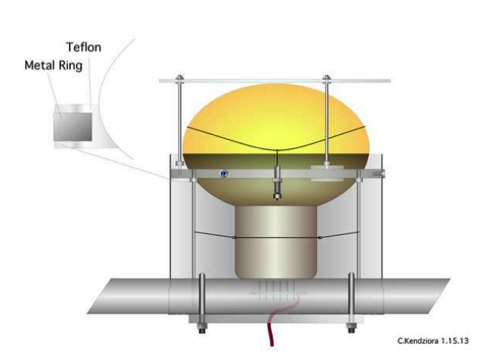 Teflon
Metal Ring
C.Kendziora 1.15.13